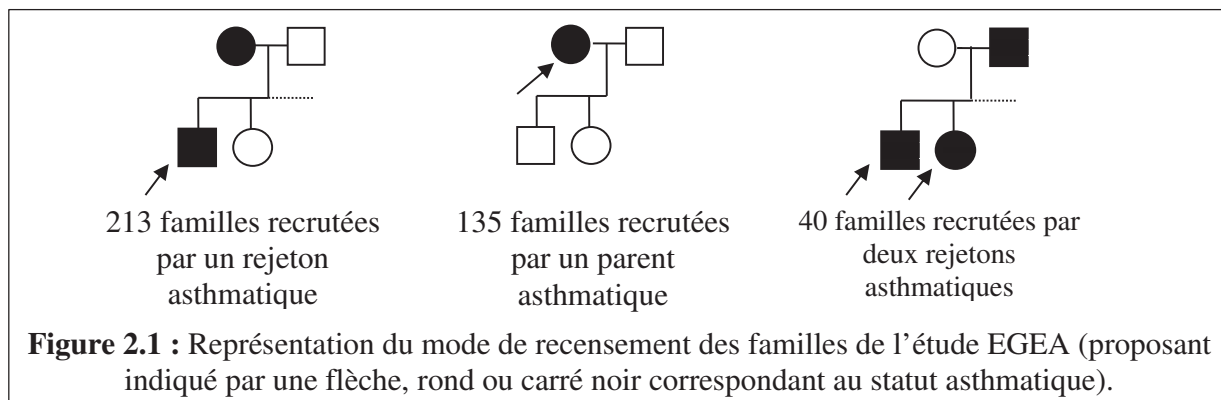 213 familles recrutées
par un rejeton
asthmatique
135 familles recrutées
par un parent
asthmatique
40 familles recrutées par
deux rejetons
asthmatiques
Figure 2.1 : Représentation du mode de recensement des familles de l’étude EGEA (proposant
indiqué par une flèche, rond ou carré noir correspondant au statut asthmatique).